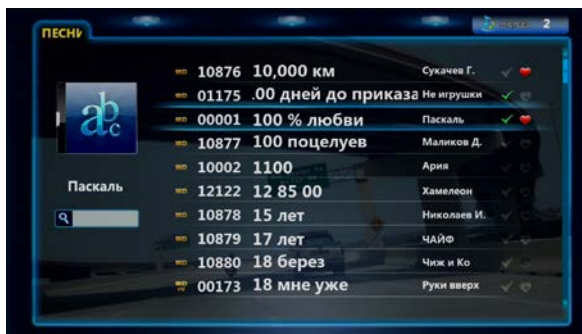 ПЕСНИ
2
10876 10,000 км Сукачев Г.
01175 .00 дней до приказа Не игрушки
00001 100 % любви Паскаль
10877 100 поцелуев Маликов Д.
10002 1100 Ария
12122 12 85 00 Хамелеон
10878 15 лет Николаев И.
10879 17 лет ЧАЙФ
10880 18 берез Чиж и Ко
00173 18 мне уже Руки вверх
abc
Паскаль